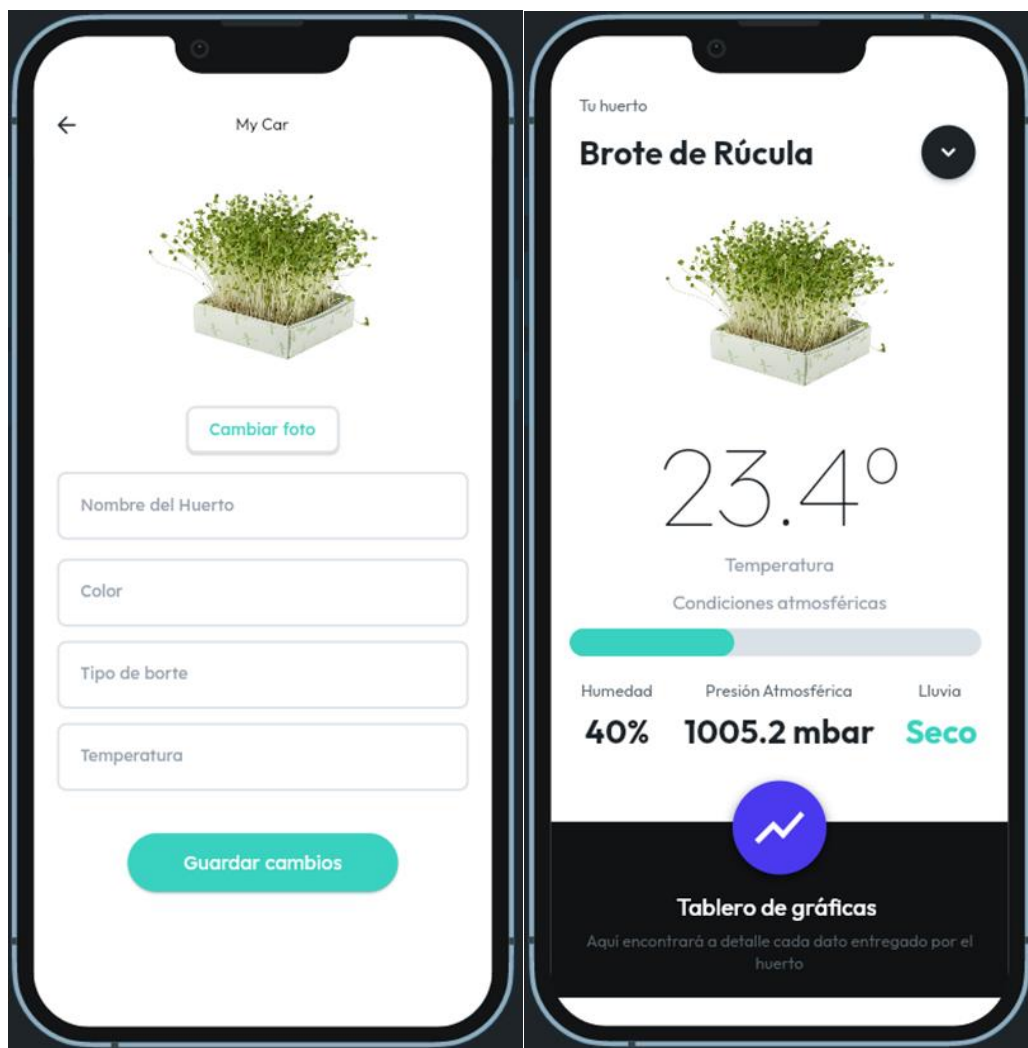 My Car
Cambiar foto
Nombre del Huerto
Color
Tipo de borte
Temperatura
Guardar cambios
Tu huerto
Brote de Rúcula
23.4°
Temperatura
Condiciones atmosféricas
Humedad Presión Atmosférica Lluvia
40% 1005.2 mbar Seco
Tablero de gráficas
Aquí encontrará a detalle cada dato entregado por el
huerto